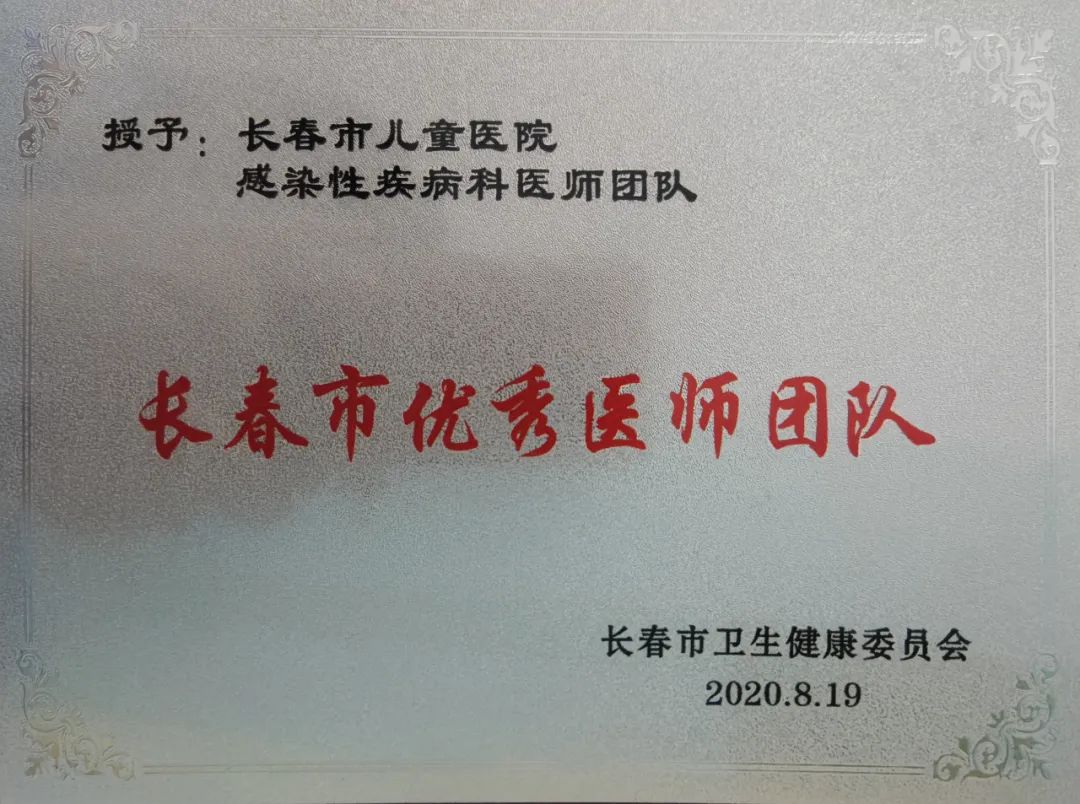 授予：长春市儿童医院
感染性疾病科医师团队
长春市优秀医师团队
长春市卫生健康委员会
2020.8.19